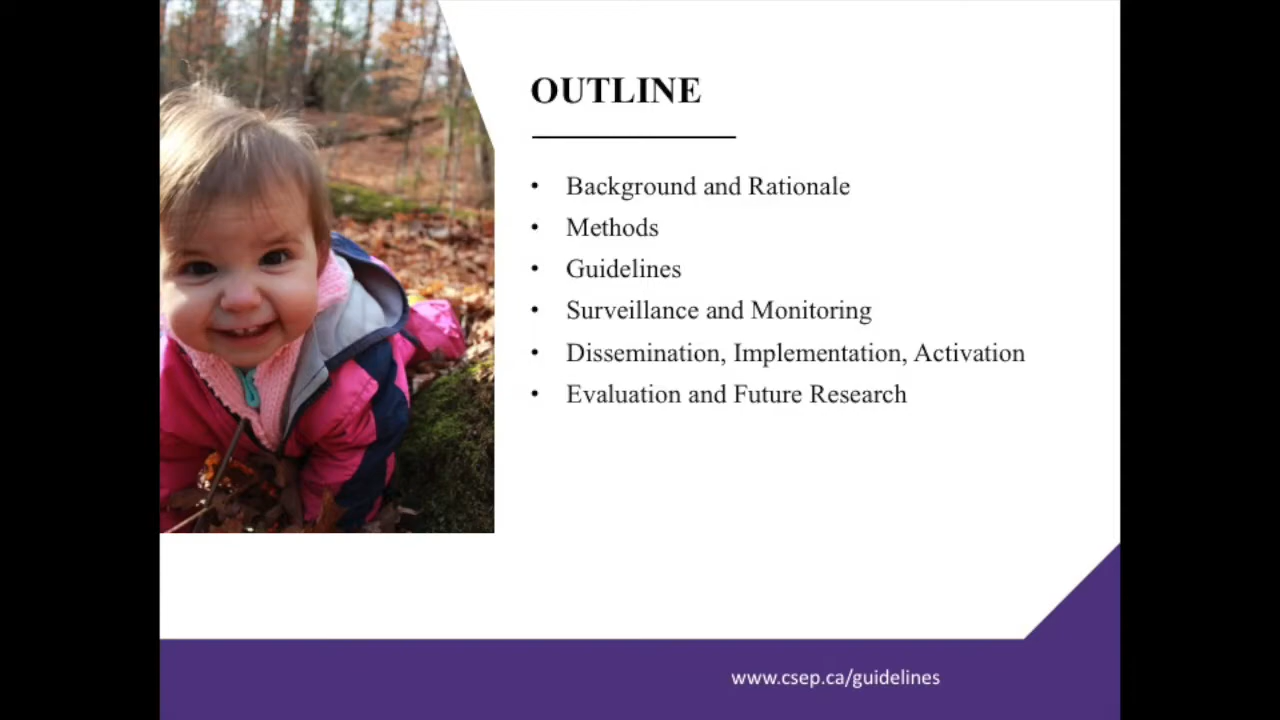 OUTLINE
• Background and Rationale
• Methods
• Guidelines
• Surveillance and Monitoring
• Dissemination, Implementation, Activation
• Evaluation and Future Research
www.csep.ca/guidelines